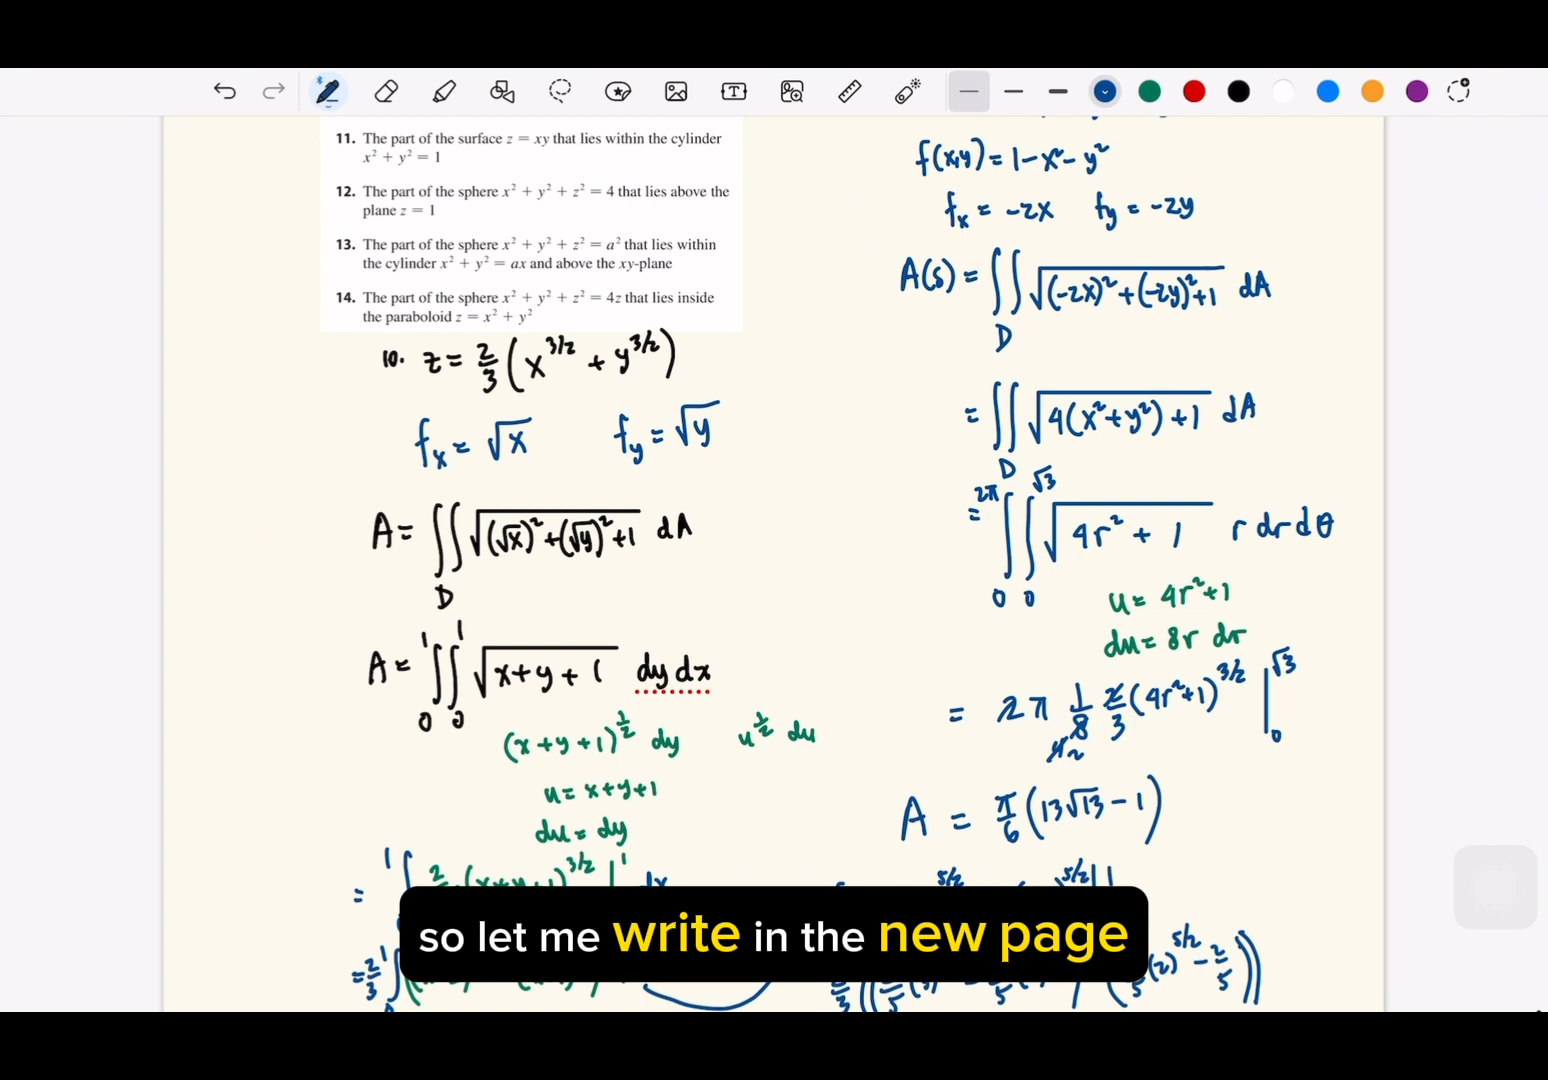 11. The part of the surface z = xy that lies within the cylinder
x² + y² = 1
12. The part of the sphere x² + y² + z² = 4 that lies above the
plane z = 1
13. The part of the sphere x² + y² + z² = a² that lies within
the cylinder x² + y² = ax and above the xy-plane
14. The part of the sphere x² + y² + z² = 4z that lies inside
the paraboloid z = x² + y²
10. z = 2/3 (x^3/2 + y^3/2)
fx = √x fy = √y
A = ∬ √((√x)² + (√y)² + 1) dA
D
1 1
A = ∬ √(x + y + 1) dy dx
0 0
(x + y + 1)^1/2 dy u^1/2 du
u = x + y + 1
du = dy
f(x,y) = 1 - x² - y²
fx = -2x fy = -2y
A(s) = ∬ √((-2x)² + (-2y)² + 1) dA
D
= ∬ √(4(x² + y²) + 1) dA
D
2π √3
= ∬ √(4r² + 1) r dr dθ
0 0
u = 4r² + 1
du = 8r dr
= 2π 1/8 2/3 (4r² + 1)^3/2 |
√3
0
A = π/6 (13√13 - 1)
so let me write in the new page